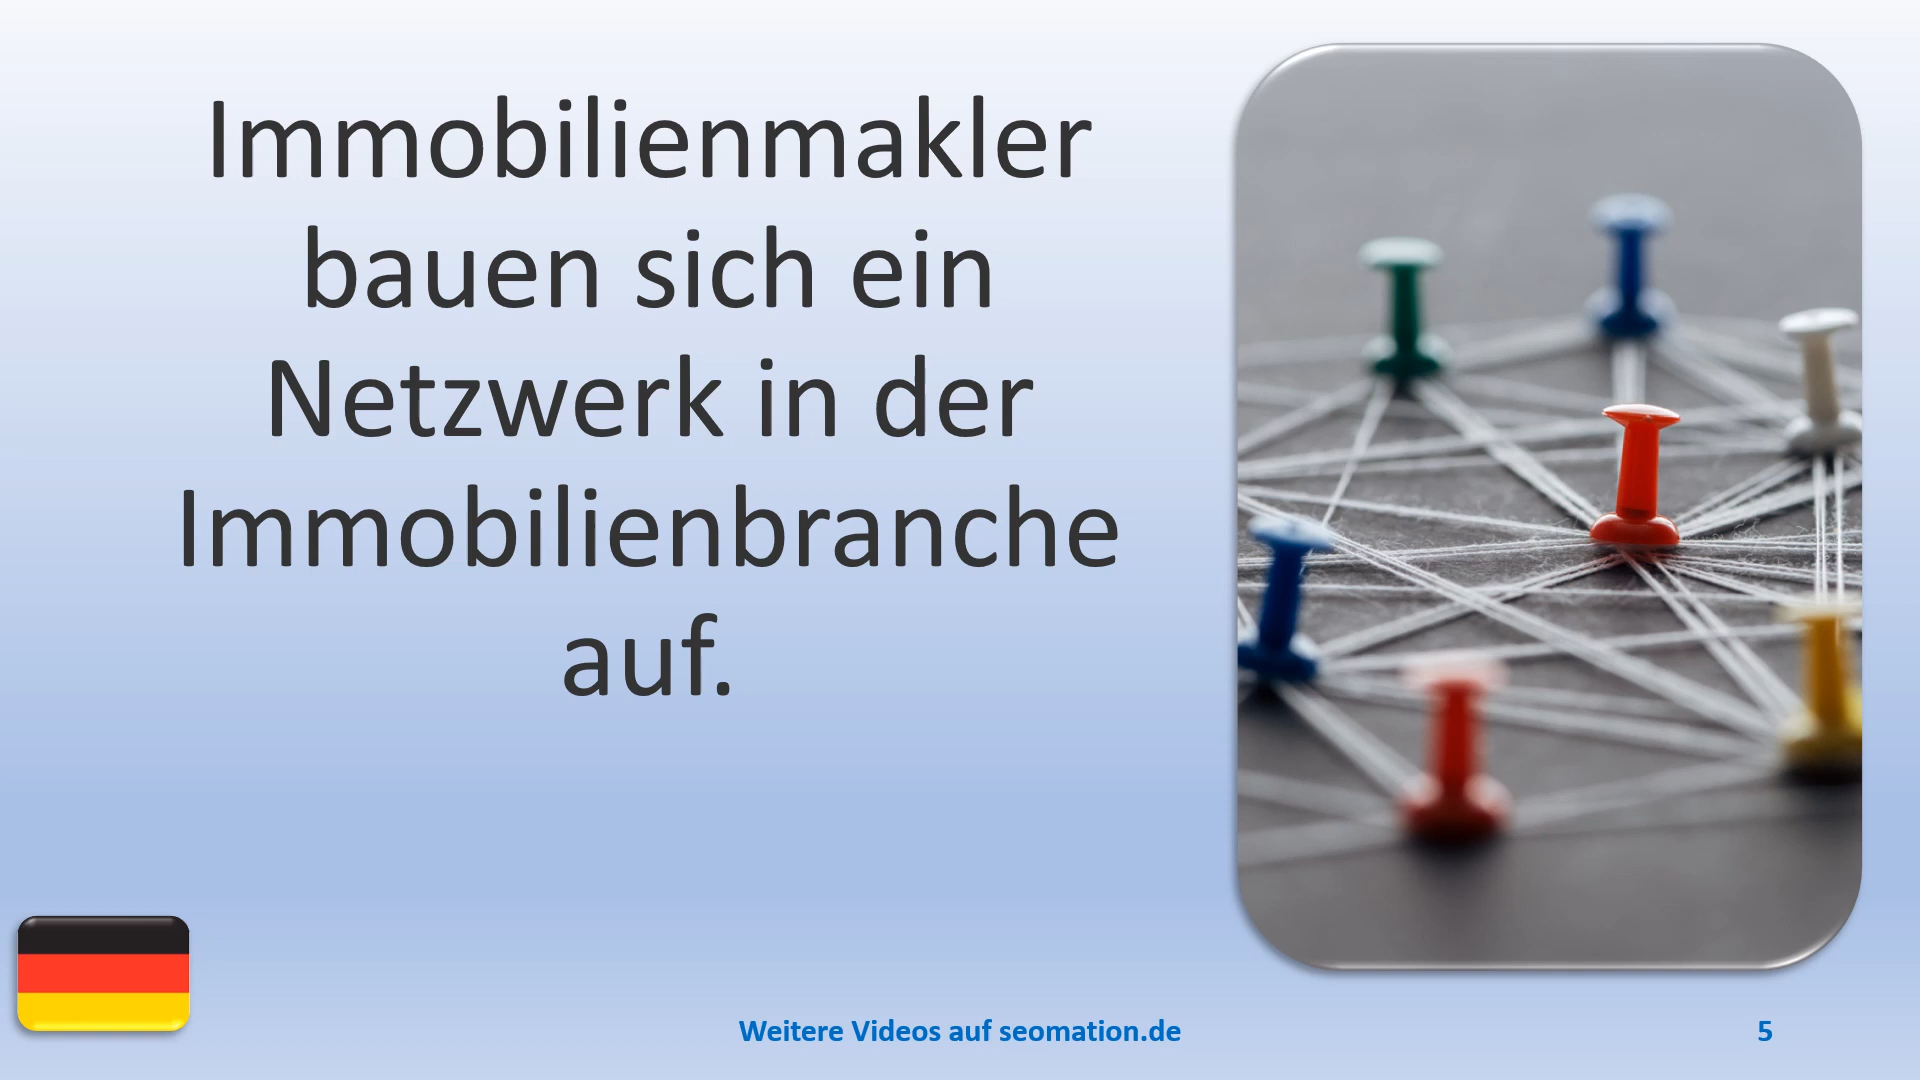 Immobilienmakler
bauen sich ein
Netzwerk in der
Immobilienbranche
auf.
Weitere Videos auf seomation.de
5